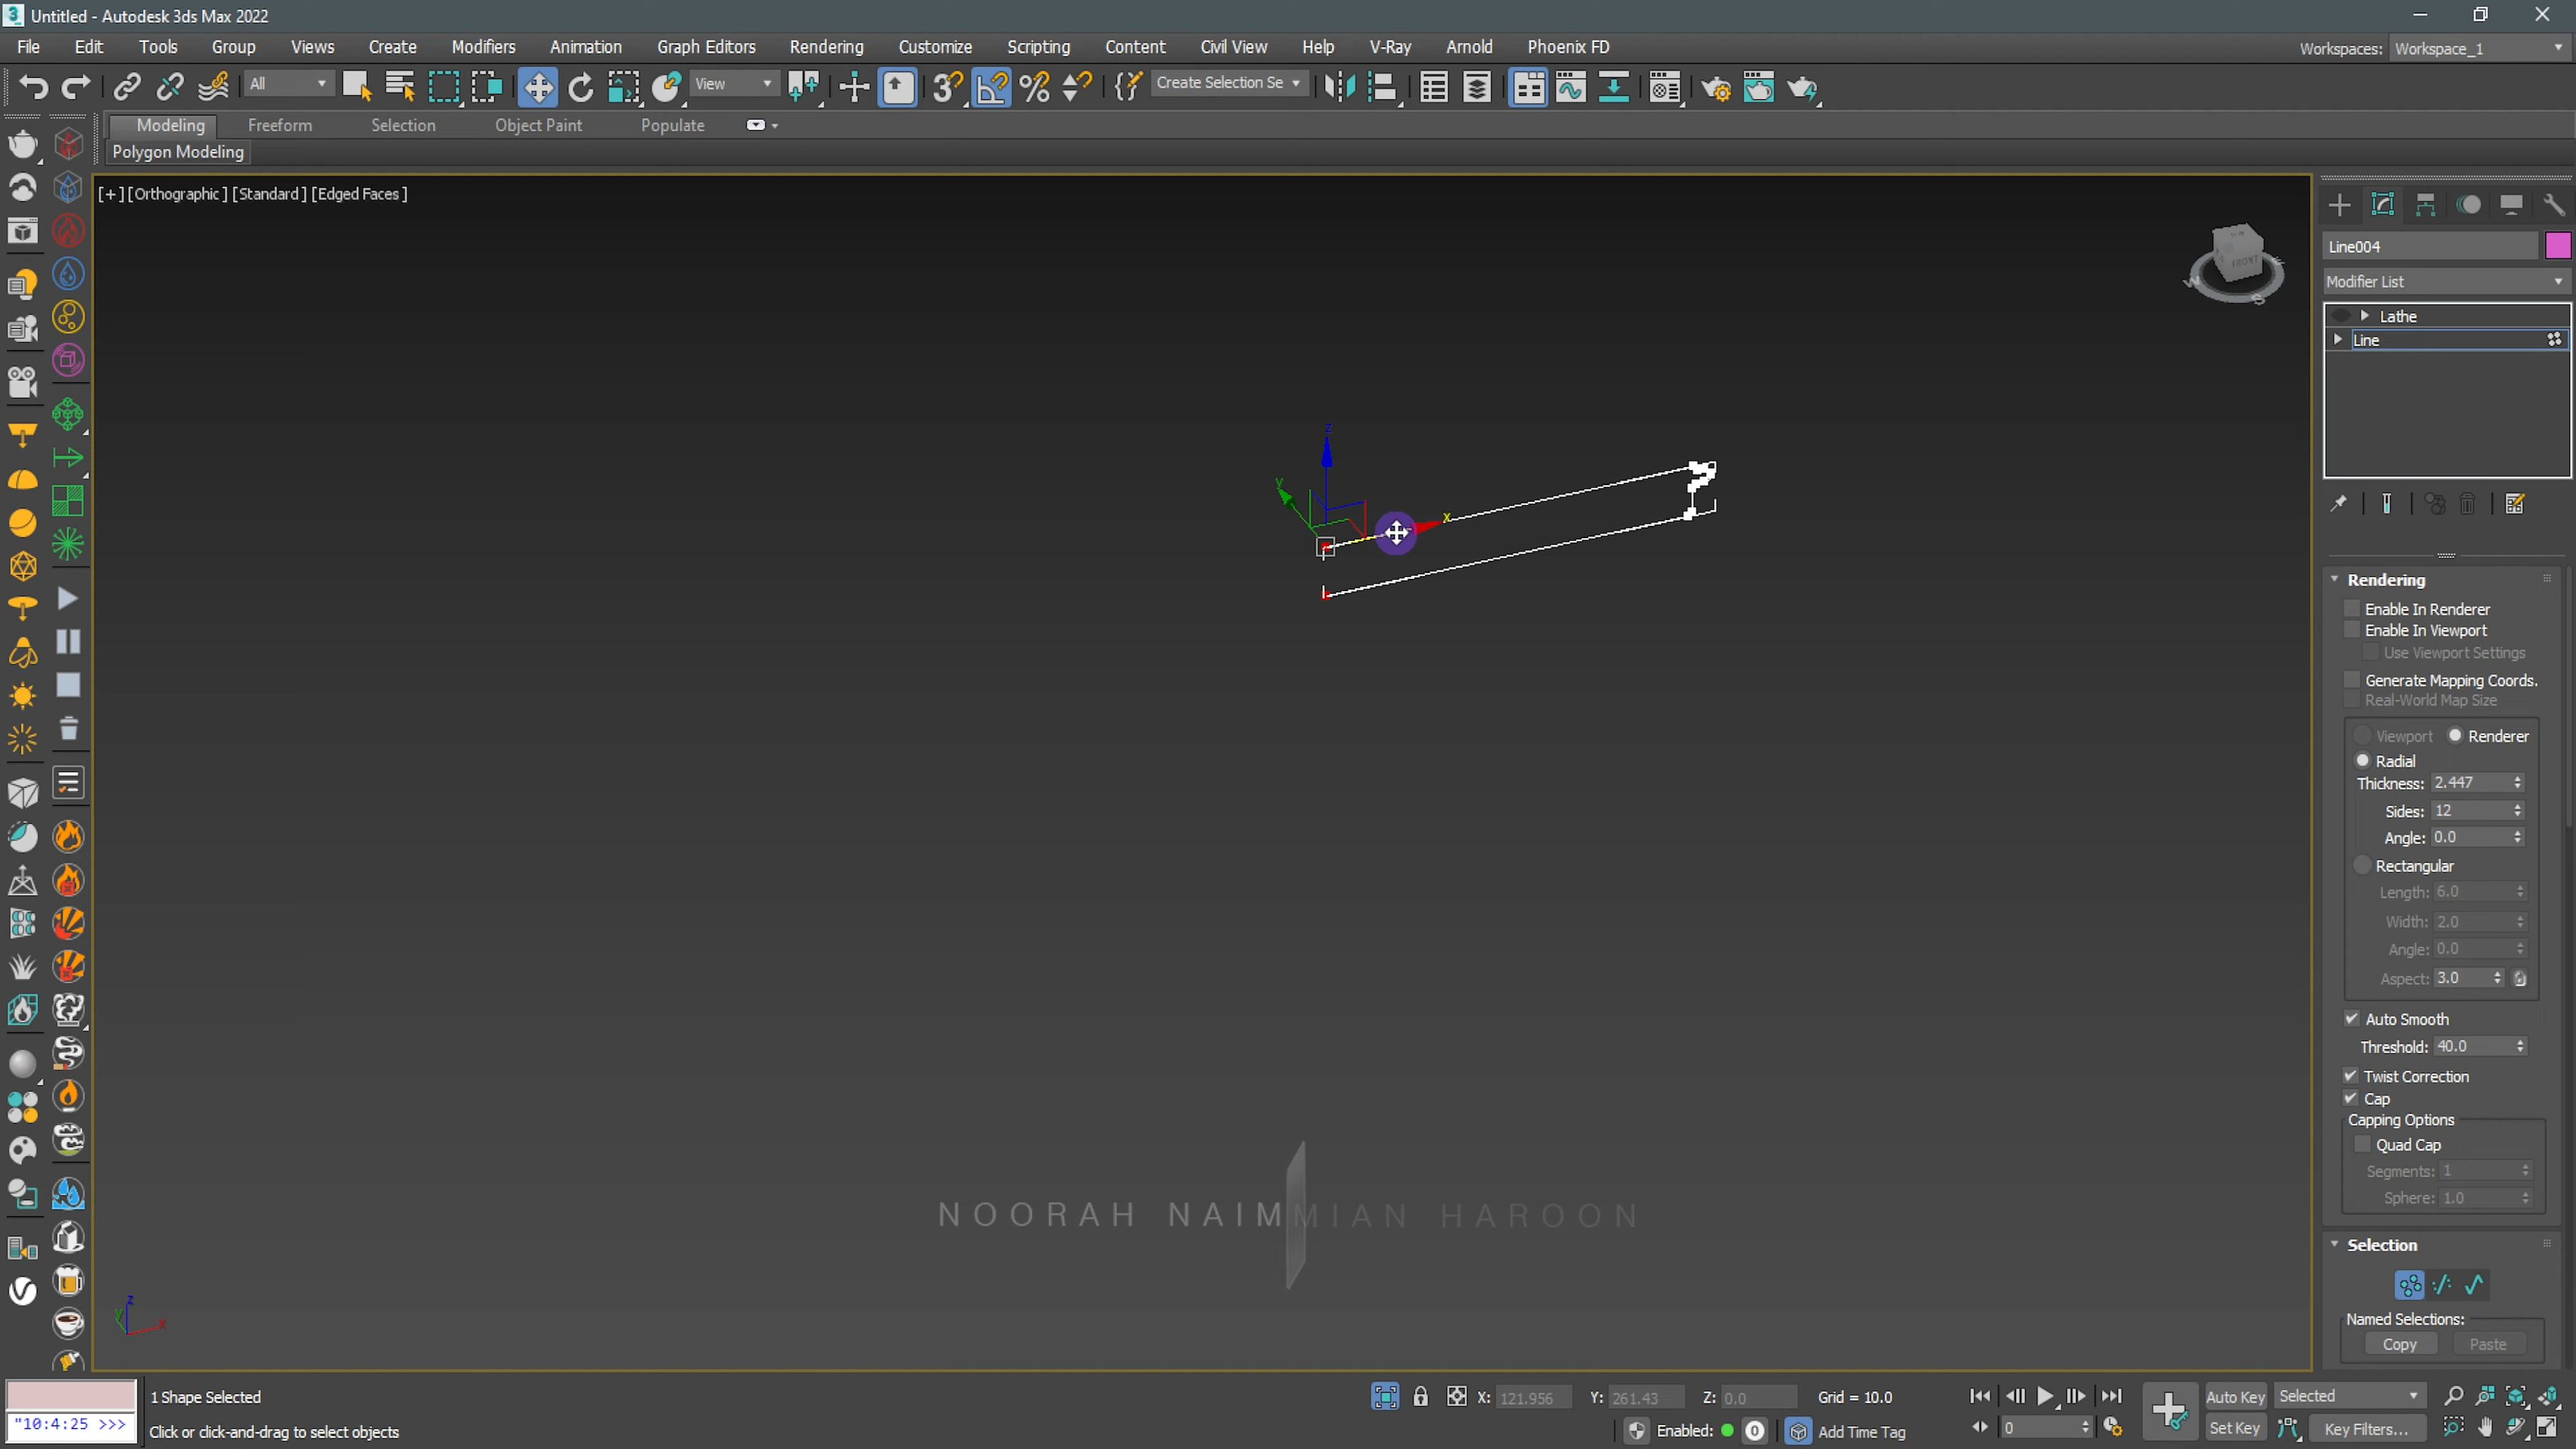 Untitled - Autodesk 3ds Max 2022
File Edit Tools Group Views Create Modifiers Animation Graph Editors Rendering Customize Scripting Content Civil View Help V-Ray Arnold Phoenix FD Workspaces: Workspace_1
All View Create Selection Se
Modeling Freeform Selection Object Paint Populate
Polygon Modeling
[+] [Orthographic] [Standard] [Edged Faces]
FRONT
W S
Line004
Modifier List
Lathe
Line
z
y
x
Rendering
Enable In Renderer
Enable In Viewport
Use Viewport Settings
Generate Mapping Coords.
Real-World Map Size
Viewport Renderer
Radial
Thickness: 2.447
Sides: 12
Angle: 0.0
Rectangular
Length: 6.0
Width: 2.0
Angle: 0.0
Aspect: 3.0
Auto Smooth
Threshold: 40.0
Twist Correction
Cap
Capping Options
Quad Cap
Segments: 1
Sphere: 1.0
NOORAH NAIMMIAN HAROON
Selection
Named Selections:
Copy Paste
z
y
x
1 Shape Selected
X: 121.956 Y: 261.43 Z: 0.0 Grid = 10.0
Auto Key Selected
"10:4:25 >>>
Click or click-and-drag to select objects
Enabled: 0 Add Time Tag
0
Set Key Key Filters...